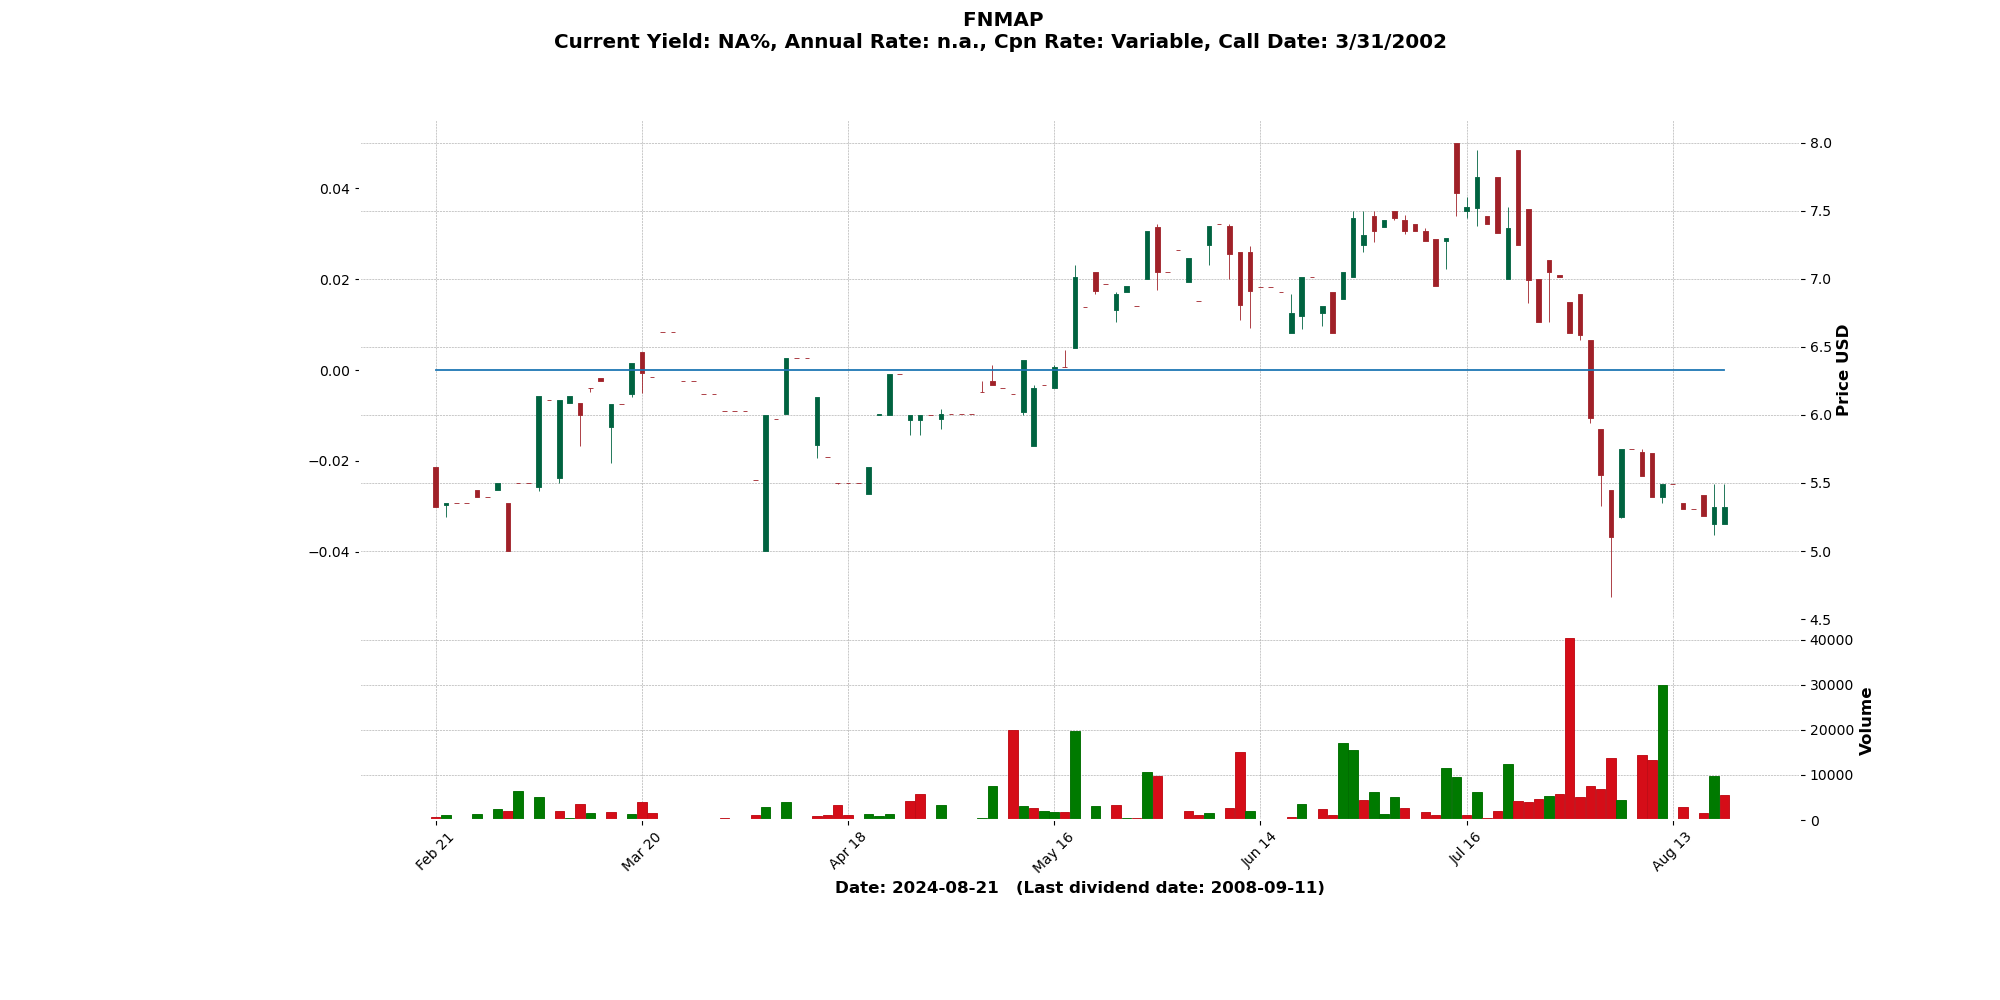 FNMAP
Current Yield: NA%, Annual Rate: n.a., Cpn Rate: Variable, Call Date: 3/31/2002
0.04
0.02
0.00
−0.02
−0.04
8.0
7.5
7.0
6.5
6.0
5.5
5.0
4.5
Price USD
40000
30000
20000
10000
0
Volume
Feb 21
Mar 20
Apr 18
May 16
Jun 14
Jul 16
Aug 13
Date: 2024-08-21   (Last dividend date: 2008-09-11)